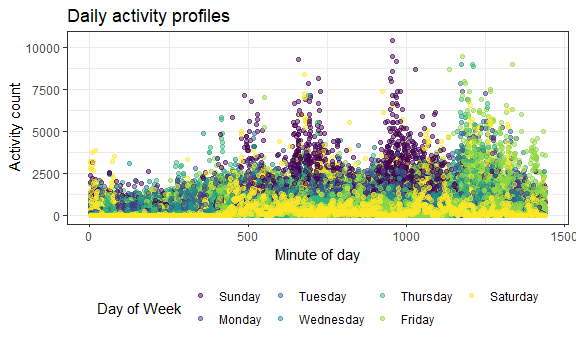 Daily activity profiles
Activity count
10000
7500
5000
2500
0
0
500
1000
1500
Minute of day
Day of Week
Sunday
Tuesday
Thursday
Saturday
Monday
Wednesday
Friday